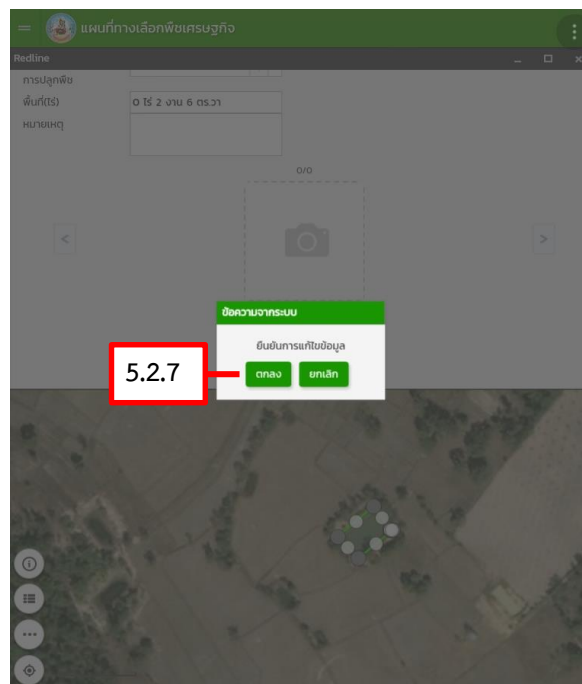 แผนที่ทางเลือกพืชเศรษฐกิจ
Redline
การปลูกพืช
พื้นที่(ไร่)
0 ไร่ 2 งาน 6 ตร.วา
หมายเหตุ
0/0
<
>
ข้อความจากระบบ
ยืนยันการแก้ไขข้อมูล
5.2.7
ตกลง
ยกเลิก